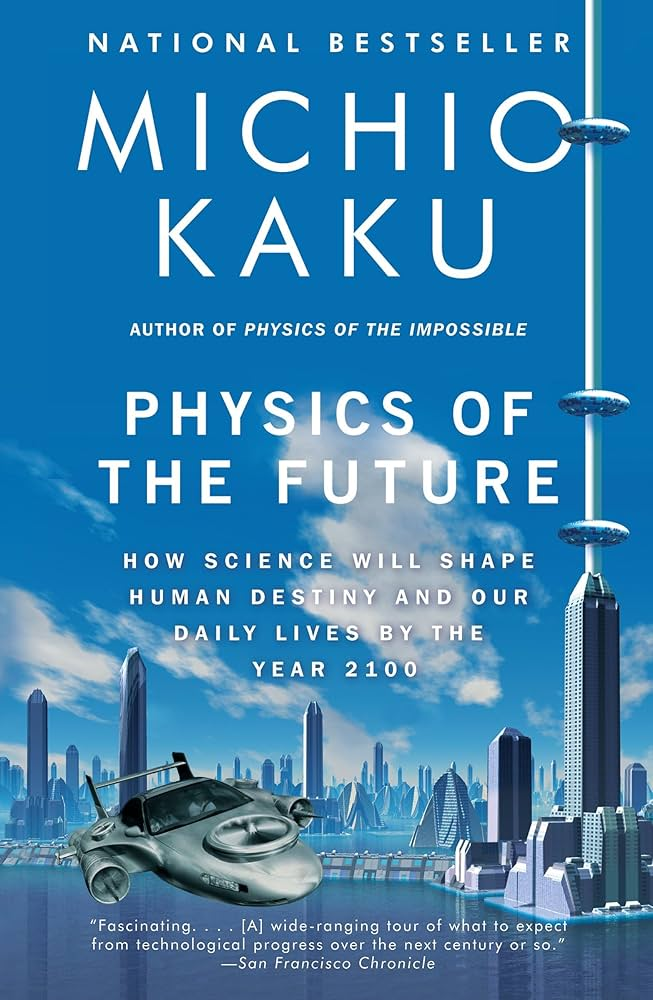 NATIONAL BESTSELLER
MICHIO
KAKU
AUTHOR OF PHYSICS OF THE IMPOSSIBLE
PHYSICS OF
THE FUTURE
HOW SCIENCE WILL SHAPE
HUMAN DESTINY AND OUR
DAILY LIVES BY THE
YEAR 2100
“Fascinating. . . . [A] wide-ranging tour of what to expect
from technological progress over the next century or so.”
—San Francisco Chronicle